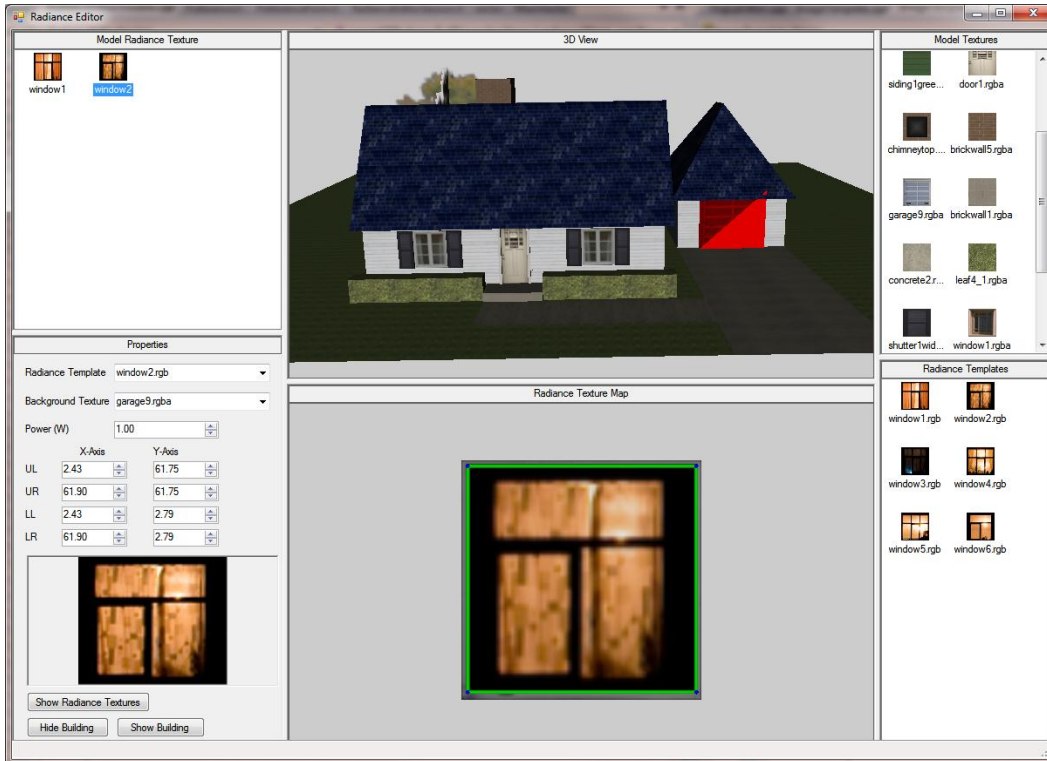 Radiance Editor
Model Radiance Texture
window1 window2
3D View
Model Textures
siding1gree... door1.rgba
chimneytop.... brickwall5.rgba
garage9.rgba brickwall1.rgba
concrete2.r... leaf4_1.rgba
shutter1wid... window1.rgba
Properties
Radiance Template window2.rgb
Background Texture garage9.rgba
Power (W) 1.00
X-Axis Y-Axis
UL 2.43 61.75
UR 61.90 61.75
LL 2.43 2.79
LR 61.90 2.79
Show Radiance Textures
Hide Building Show Building
Radiance Texture Map
Radiance Templates
window1.rgb window2.rgb
window3.rgb window4.rgb
window5.rgb window6.rgb